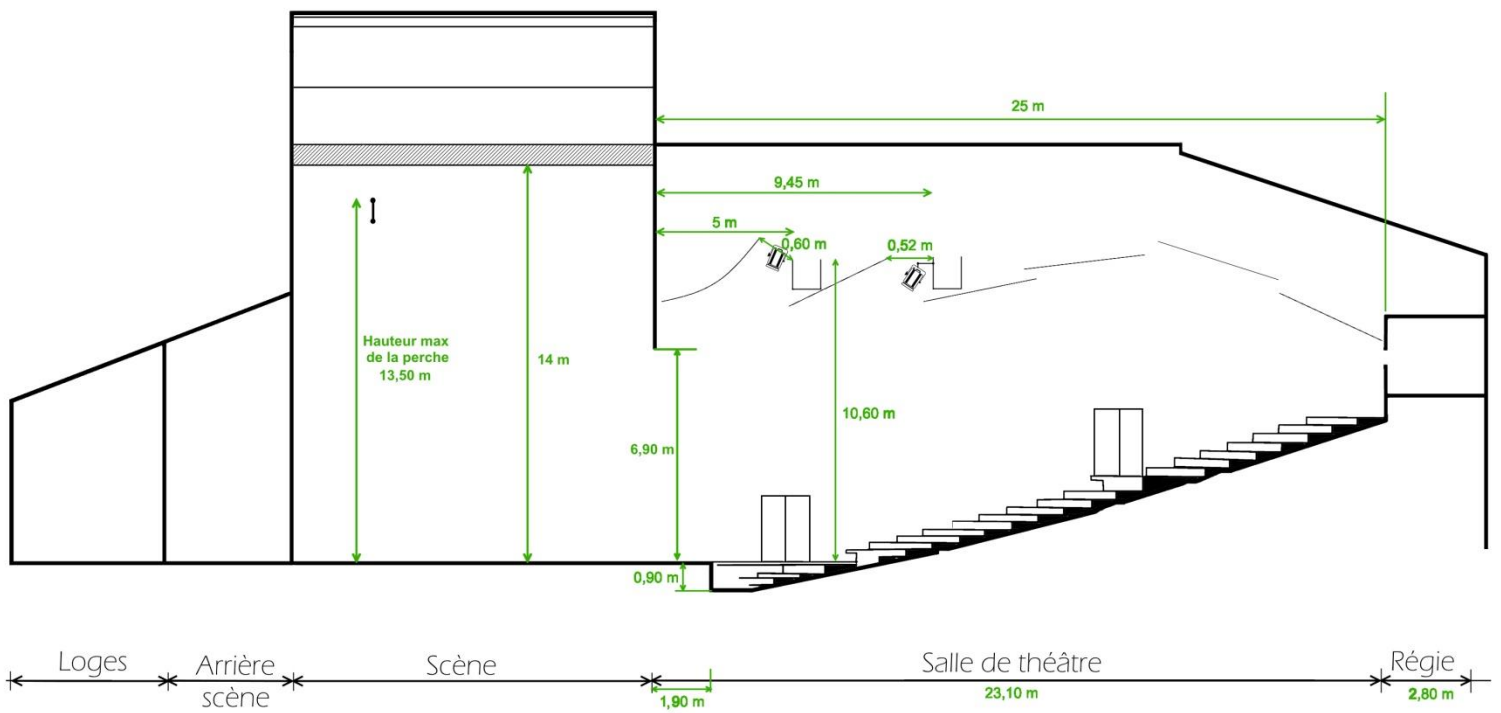 25 m
9,45 m
5 m
0,60 m
0,52 m
Hauteur max
de la perche
13,50 m
14 m
10,60 m
6,90 m
0,90 m
Loges
Arrière
scène
Scène
Salle de théâtre
Régie
1,90 m
23,10 m
2,80 m